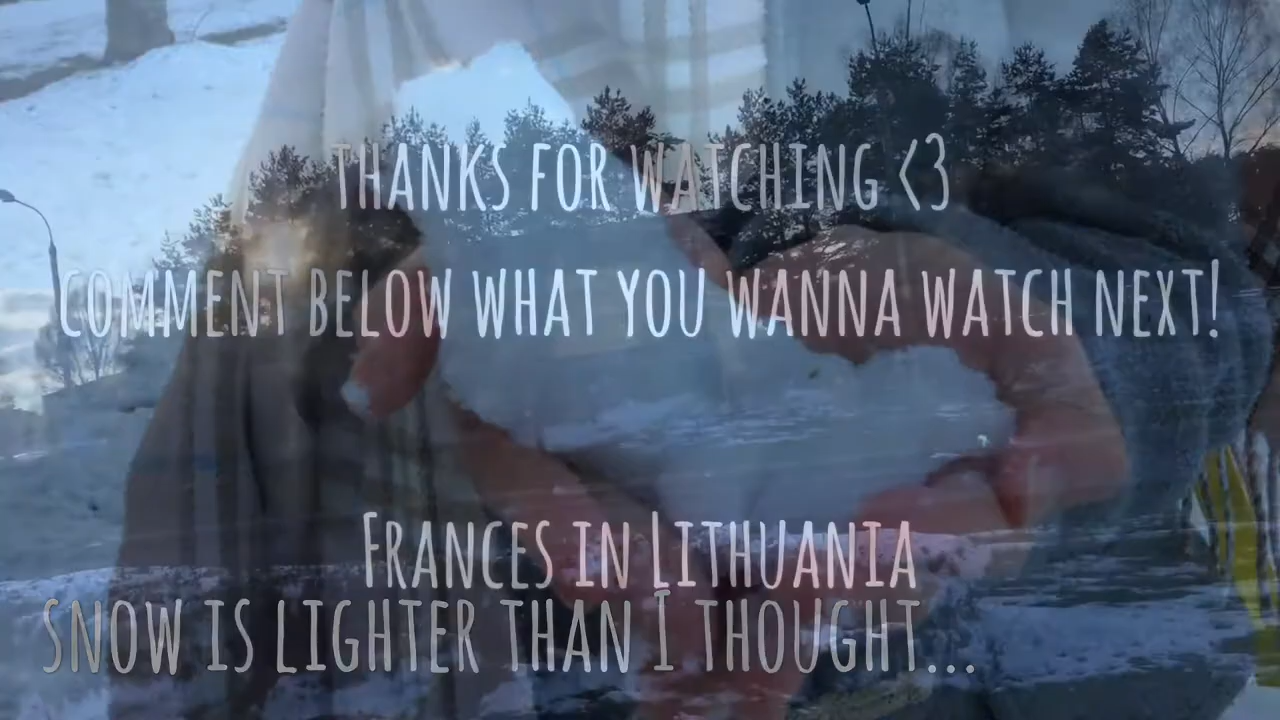 THANKS FOR WATCHING <3
COMMENT BELOW WHAT YOU WANNA WATCH NEXT!
FRANCES IN LITHUANIA
SNOW IS LIGHTER THAN I THOUGHT...